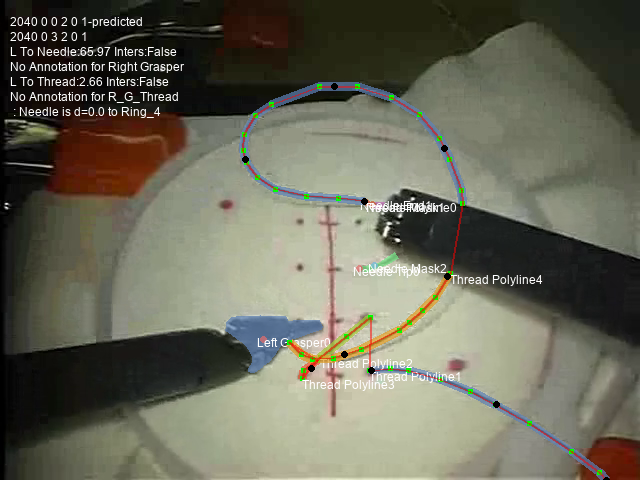 2040 0 0 2 0 1-predicted
2040 0 3 2 0 1
L To Needle:65.97 Inters:False
No Annotation for Right Grasper
L To Thread:2.66 Inters:False
No Annotation for R_G_Thread
: Needle is d=0.0 to Ring_4
Needle Mask2
Thread Polyline4
Left Grasper0
Thread Polyline2
Thread Polyline1
Thread Polyline3